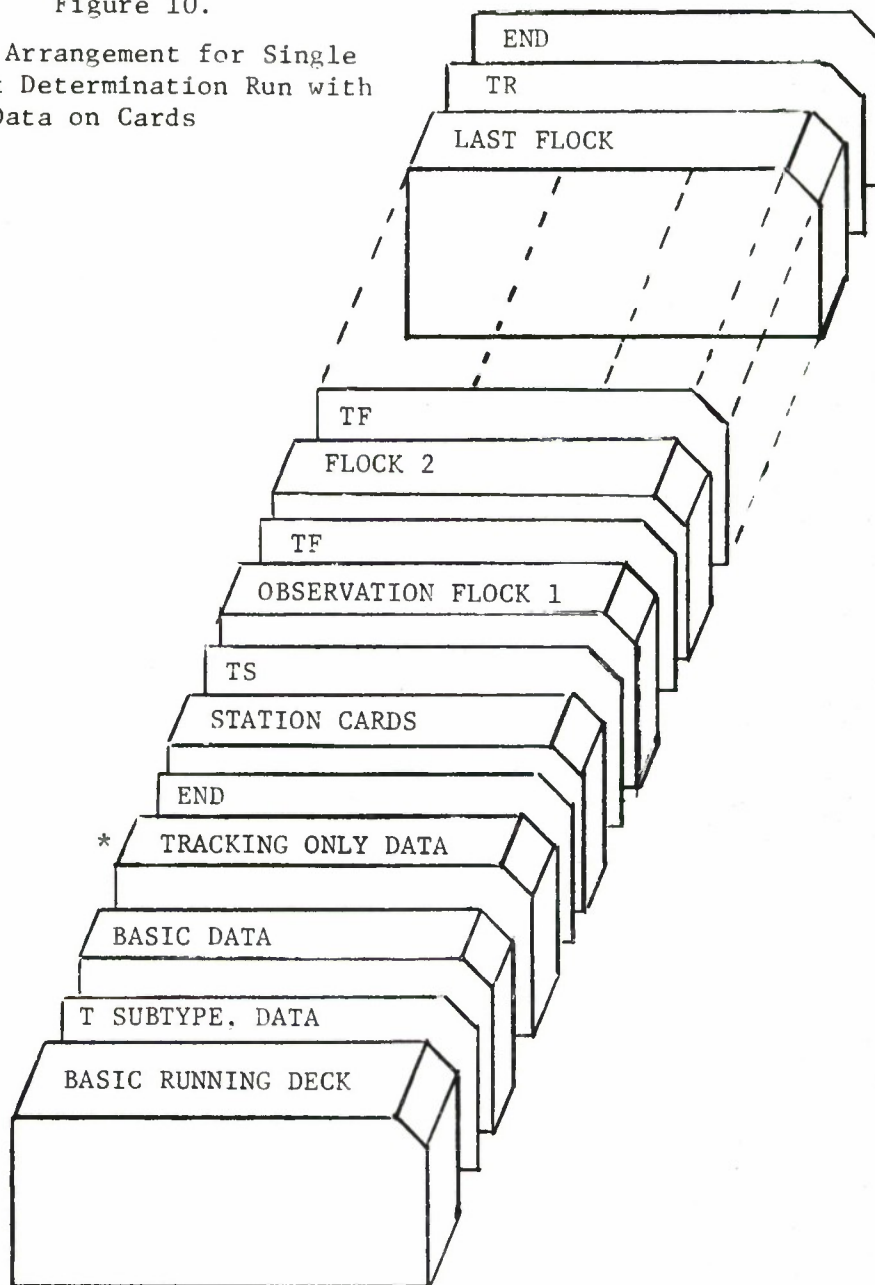 Figure 10.
Arrangement for Single
Determination Run with
Data on Cards
END
TR
LAST FLOCK
TF
FLOCK 2
TF
OBSERVATION FLOCK 1
TS
STATION CARDS
END
* TRACKING ONLY DATA
BASIC DATA
T SUBTYPE. DATA
BASIC RUNNING DECK